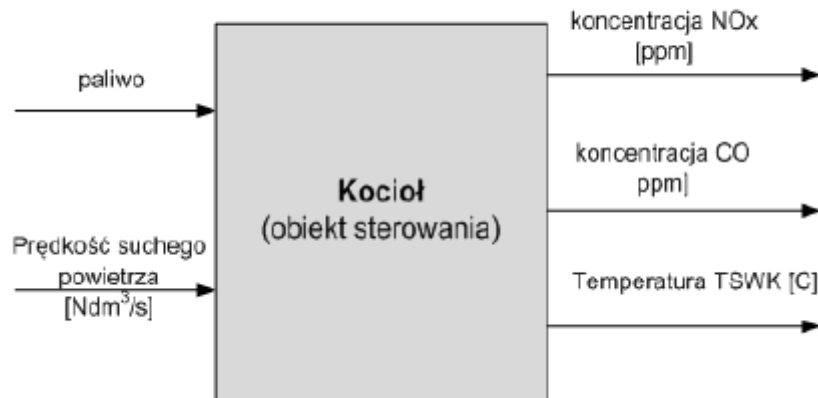 koncentracja NOx
[ppm]
paliwo
koncentracja CO
ppm]
Kocioł
(obiekt sterowania)
Prędkość suchego
powietrza
[Ndm³/s]
Temperatura TSWK [C]